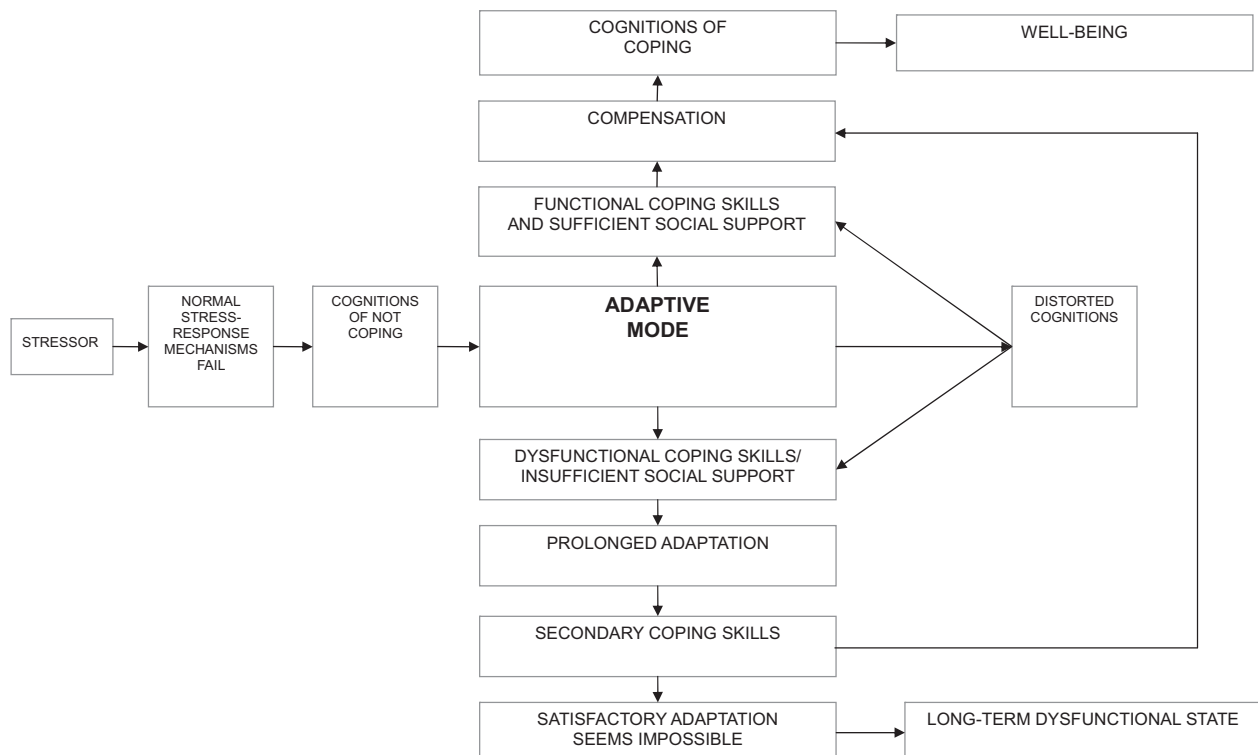 COGNITIONS OF
COPING
WELL-BEING
COMPENSATION
FUNCTIONAL COPING SKILLS
AND SUFFICIENT SOCIAL SUPPORT
STRESSOR
NORMAL
STRESS-
RESPONSE
MECHANISMS
FAIL
COGNITIONS
OF NOT
COPING
ADAPTIVE
MODE
DISTORTED
COGNITIONS
DYSFUNCTIONAL COPING SKILLS/
INSUFFICIENT SOCIAL SUPPORT
PROLONGED ADAPTATION
SECONDARY COPING SKILLS
SATISFACTORY ADAPTATION
SEEMS IMPOSSIBLE
LONG-TERM DYSFUNCTIONAL STATE